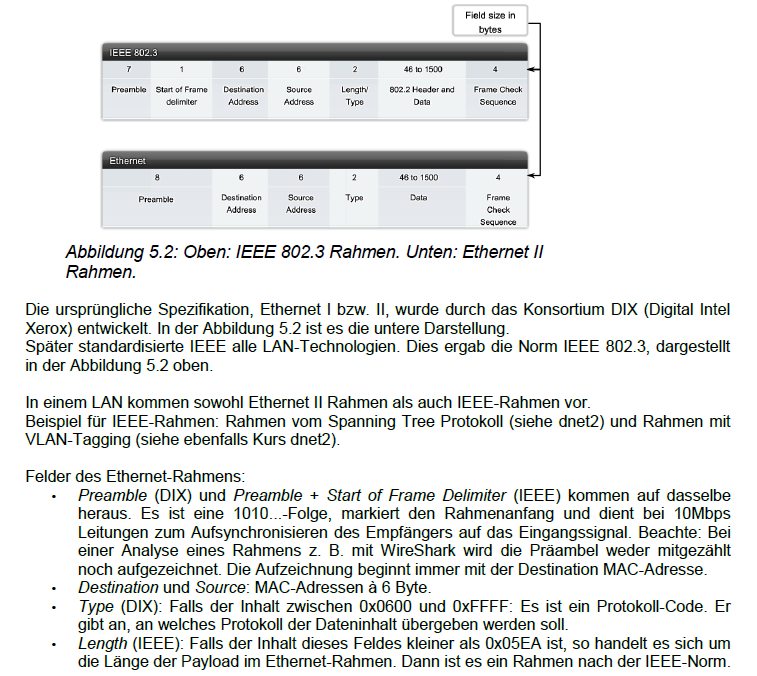 Field size in
bytes
IEEE 802.3
7 1 6 6 2 46 to 1500 4
Preamble Start of Frame Destination Source Length/ 802.2 Header and Frame Check
delimiter Address Address Type Data Sequence
Ethernet
8 6 6 2 46 to 1500 4
Preamble Destination Source Type Data Frame
Address Address Check
Sequence
Abbildung 5.2: Oben: IEEE 802.3 Rahmen. Unten: Ethernet II
Rahmen.
Die ursprüngliche Spezifikation, Ethernet I bzw. II, wurde durch das Konsortium DIX (Digital Intel
Xerox) entwickelt. In der Abbildung 5.2 ist es die untere Darstellung.
Später standardisierte IEEE alle LAN-Technologien. Dies ergab die Norm IEEE 802.3, dargestellt
in der Abbildung 5.2 oben.
In einem LAN kommen sowohl Ethernet II Rahmen als auch IEEE-Rahmen vor.
Beispiel für IEEE-Rahmen: Rahmen vom Spanning Tree Protokoll (siehe dnet2) und Rahmen mit
VLAN-Tagging (siehe ebenfalls Kurs dnet2).
Felder des Ethernet-Rahmens:
• Preamble (DIX) und Preamble + Start of Frame Delimiter (IEEE) kommen auf dasselbe
heraus. Es ist eine 1010...-Folge, markiert den Rahmenanfang und dient bei 10Mbps
Leitungen zum Aufsynchronisieren des Empfängers auf das Eingangssignal. Beachte: Bei
einer Analyse eines Rahmens z. B. mit WireShark wird die Präambel weder mitgezählt
noch aufgezeichnet. Die Aufzeichnung beginnt immer mit der Destination MAC-Adresse.
• Destination und Source: MAC-Adressen à 6 Byte.
• Type (DIX): Falls der Inhalt zwischen 0x0600 und 0xFFFF: Es ist ein Protokoll-Code. Er
gibt an, an welches Protokoll der Dateninhalt übergeben werden soll.
• Length (IEEE): Falls der Inhalt dieses Feldes kleiner als 0x05EA ist, so handelt es sich um
die Länge der Payload im Ethernet-Rahmen. Dann ist es ein Rahmen nach der IEEE-Norm.